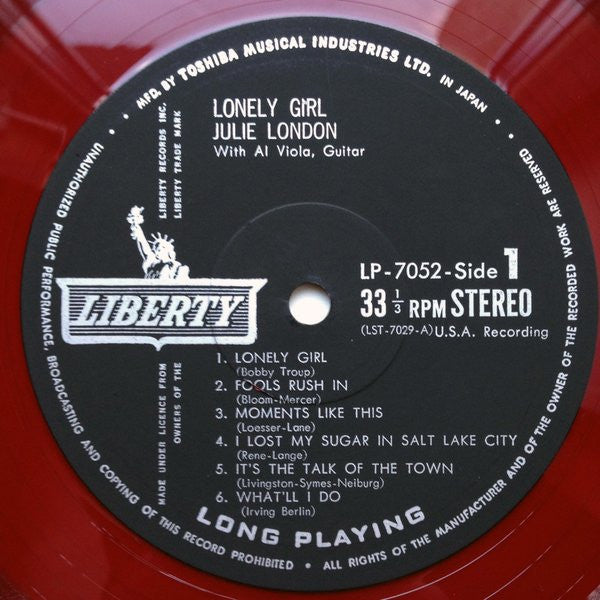 • MFD. BY TOSHIBA MUSICAL INDUSTRIES LTD. IN JAPAN •
LONELY GIRL
JULIE LONDON
With Al Viola, Guitar
LIBERTY RECORDS INC.
LIBERTY TRADE MARK
LIBERTY
LP-7052-Side 1
33 1/3 RPM STEREO
(LST-7029-A) U.S.A. Recording
1. LONELY GIRL
(Bobby Troup)
2. FOOLS RUSH IN
(Bloom-Mercer)
3. MOMENTS LIKE THIS
(Loesser-Lane)
4. I LOST MY SUGAR IN SALT LAKE CITY
(Rene-Lange)
5. IT'S THE TALK OF THE TOWN
(Livingston-Symes-Neiburg)
6. WHAT'LL I DO
(Irving Berlin)
MADE UNDER LICENCE FROM
OWNERS OF THE
LONG PLAYING
• UNAUTHORIZED PUBLIC PERFORMANCE, BROADCASTING AND COPYING OF THIS RECORD PROHIBITED • ALL RIGHTS OF THE MANUFACTURER AND OF THE OWNER OF THE RECORDED WORK ARE RESERVED •